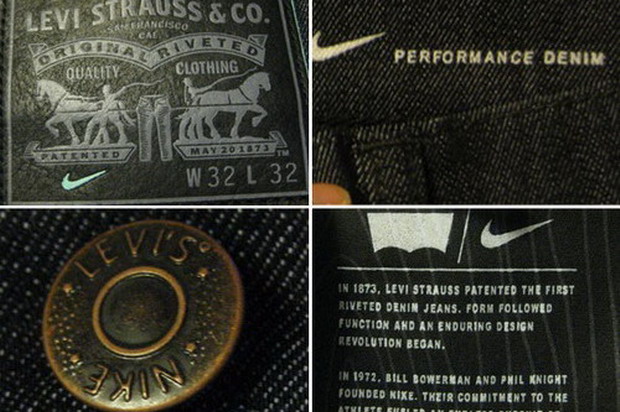 LEVI STRAUSS & CO.
SAN FRANCISCO
CAL.
ORIGINAL RIVETED
QUALITY CLOTHING
PATENTED MAY 20 1873 TM
W 32 L 32
PERFORMANCE DENIM
LEVI'S®
NIKE
IN 1873, LEVI STRAUSS PATENTED THE FIRST
RIVETED DENIM JEANS. FORM FOLLOWED
FUNCTION AND AN ENDURING DESIGN
REVOLUTION BEGAN.
IN 1972, BILL BOWERMAN AND PHIL KNIGHT
FOUNDED NIKE. THEIR COMMITMENT TO THE